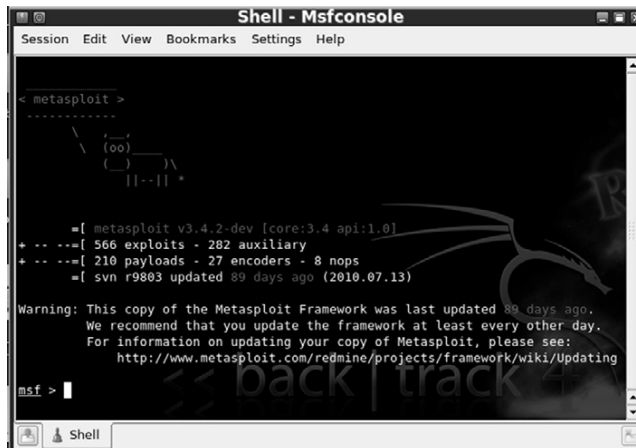 Shell - Msfconsole
Session Edit View Bookmarks Settings Help
< metasploit >
------------
\ ,__,
\ (oo)____
(__) )\
||--|| *
=[ metasploit v3.4.2-dev [core:3.4 api:1.0]
+ -- --=[ 566 exploits - 282 auxiliary
+ -- --=[ 210 payloads - 27 encoders - 8 nops
=[ svn r9803 updated 89 days ago (2010.07.13)
Warning: This copy of the Metasploit Framework was last updated 89 days ago.
We recommend that you update the framework at least every other day.
For information on updating your copy of Metasploit, please see:
http://www.metasploit.com/redmine/projects/framework/wiki/Updating
<< back | track 4
msf >
Shell